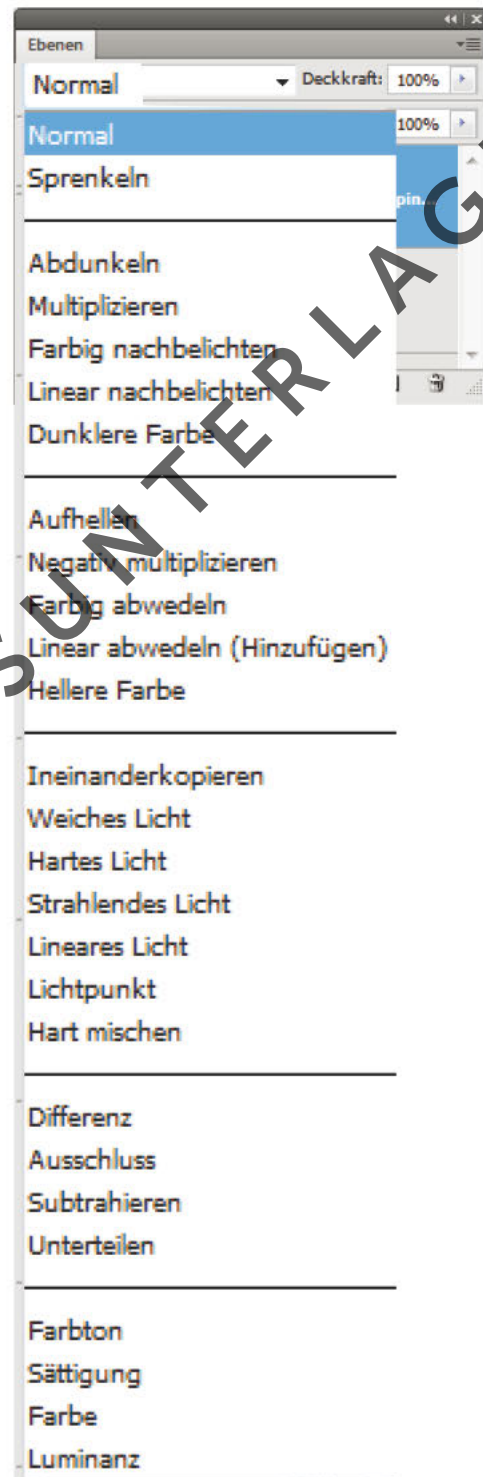 Ebenen
Normal Deckkraft: 100%
Normal 100%
Sprenkeln
pin...
Abdunkeln
Multiplizieren
Farbig nachbelichten
Linear nachbelichten
Dunklere Farbe
Aufhellen
Negativ multiplizieren
Farbig abwedeln
Linear abwedeln (Hinzufügen)
Hellere Farbe
Ineinanderkopieren
Weiches Licht
Hartes Licht
Strahlendes Licht
Lineares Licht
Lichtpunkt
Hart mischen
Differenz
Ausschluss
Subtrahieren
Unterteilen
Farbton
Sättigung
Farbe
Luminanz
SUNTERLAG